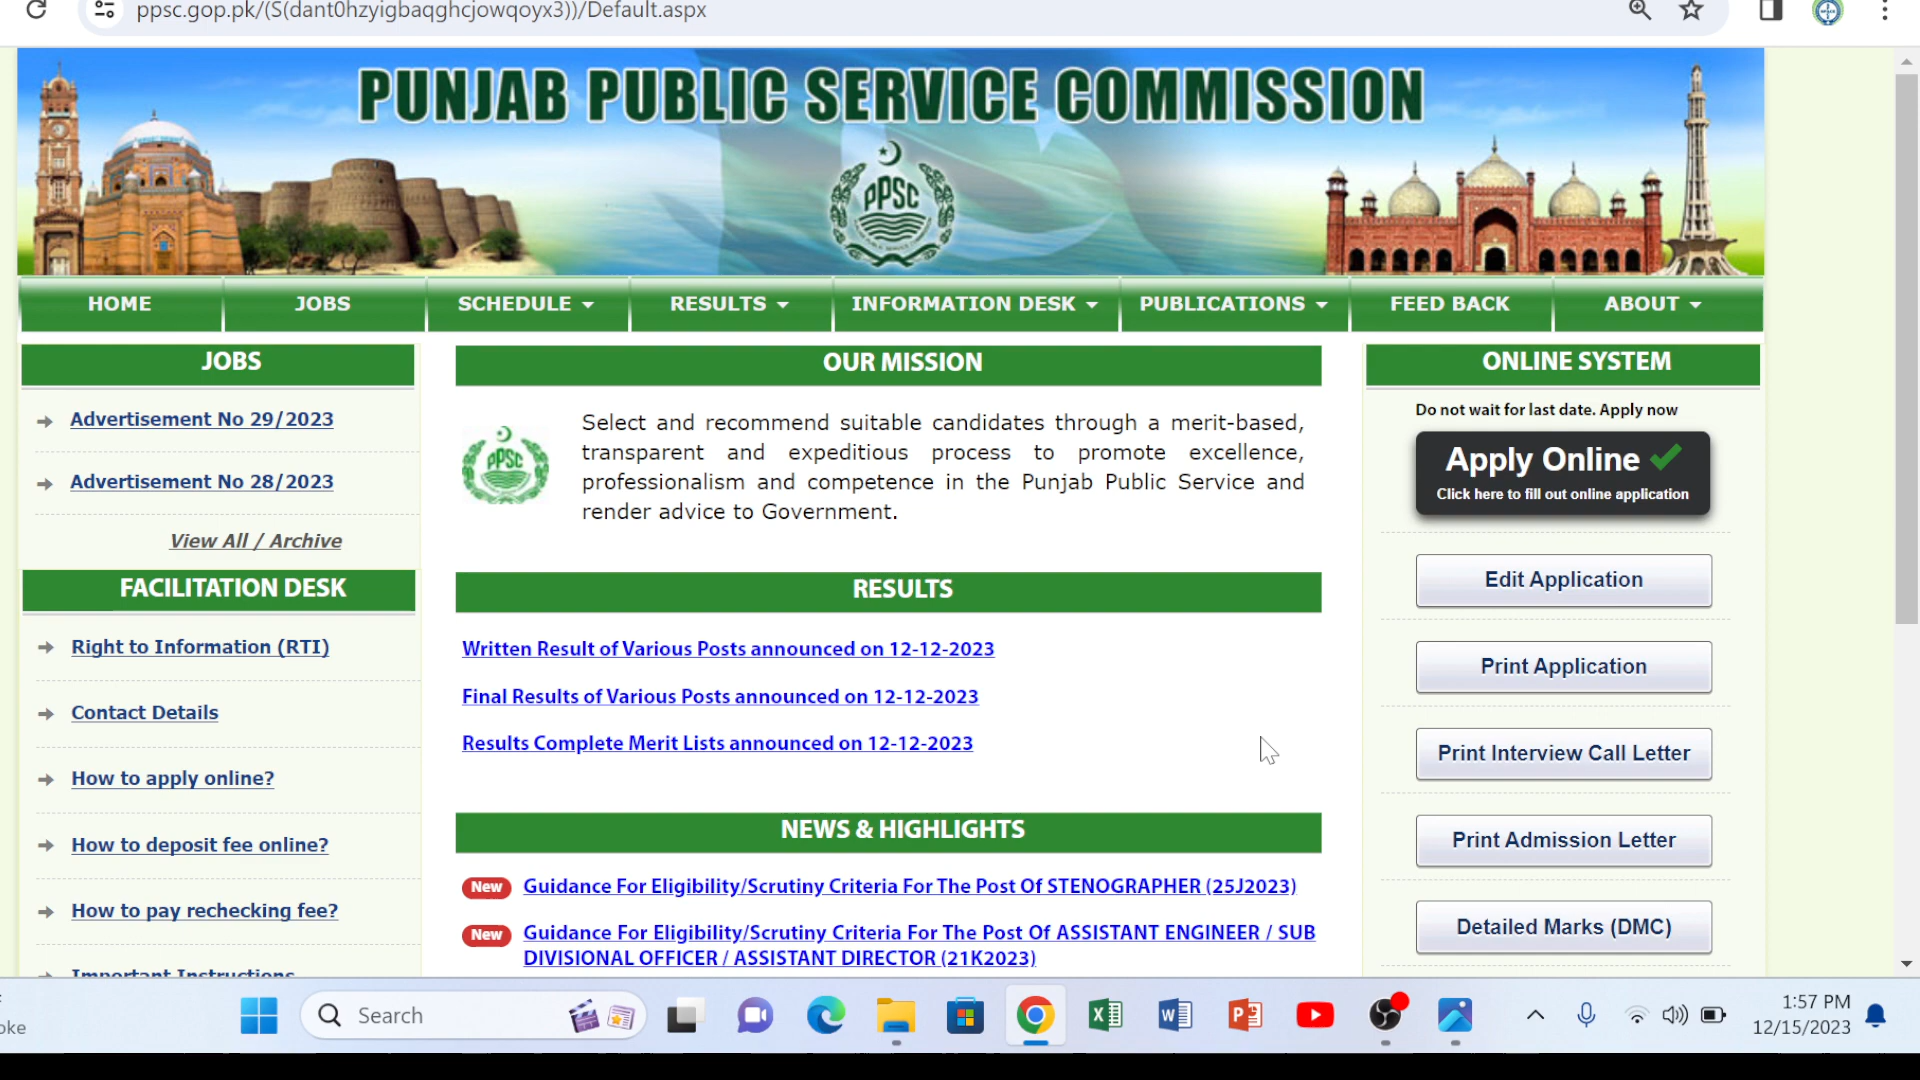 ppsc.gop.pk/(S(dant0hzyigbaqghcjowqoyx3))/Default.aspx
PUNJAB PUBLIC SERVICE COMMISSION
PPSC
HOME
JOBS
SCHEDULE
RESULTS
INFORMATION DESK
PUBLICATIONS
FEED BACK
ABOUT
JOBS
Advertisement No 29/2023
Advertisement No 28/2023
View All / Archive
FACILITATION DESK
Right to Information (RTI)
Contact Details
How to apply online?
How to deposit fee online?
How to pay rechecking fee?
Important Instructions
OUR MISSION
PPSC
Select and recommend suitable candidates through a merit-based,
transparent and expeditious process to promote excellence,
professionalism and competence in the Punjab Public Service and
render advice to Government.
RESULTS
Written Result of Various Posts announced on 12-12-2023
Final Results of Various Posts announced on 12-12-2023
Results Complete Merit Lists announced on 12-12-2023
NEWS & HIGHLIGHTS
New Guidance For Eligibility/Scrutiny Criteria For The Post Of STENOGRAPHER (25J2023)
New Guidance For Eligibility/Scrutiny Criteria For The Post Of ASSISTANT ENGINEER / SUB
DIVISIONAL OFFICER / ASSISTANT DIRECTOR (21K2023)
ONLINE SYSTEM
Do not wait for last date. Apply now
Apply Online
Click here to fill out online application
Edit Application
Print Application
Print Interview Call Letter
Print Admission Letter
Detailed Marks (DMC)
oke
Search
1:57 PM
12/15/2023